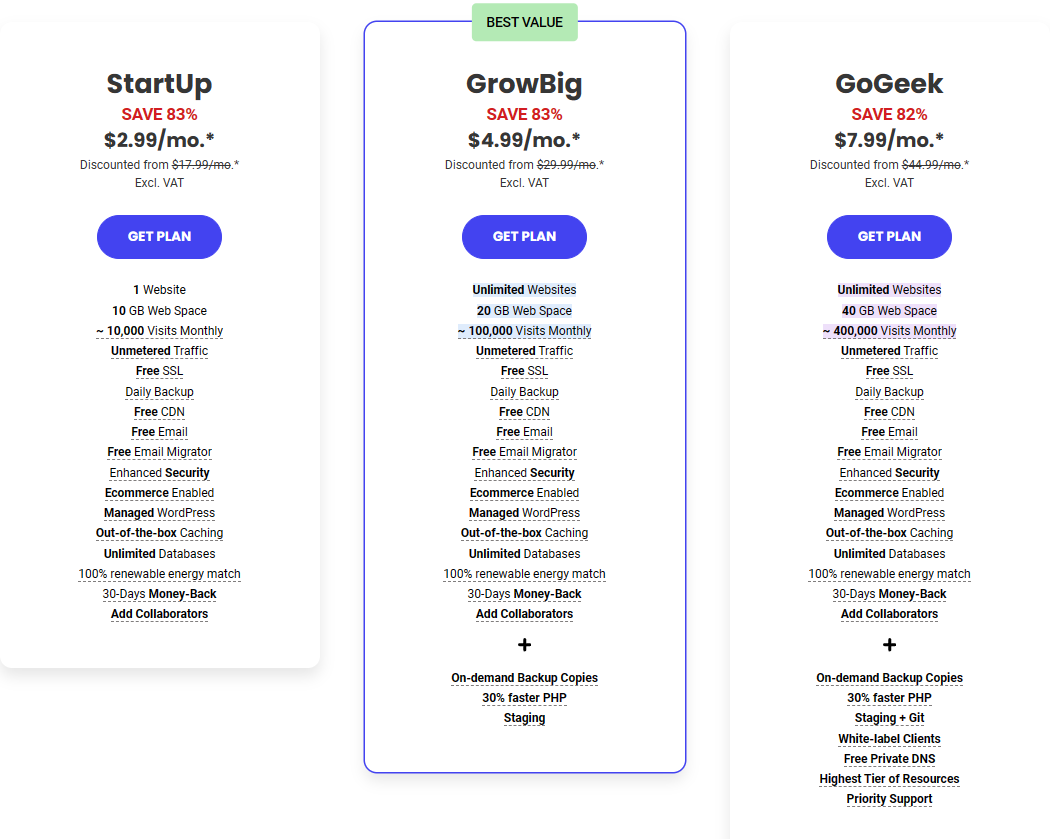 StartUp
SAVE 83%
$2.99/mo.*
Discounted from $17.99/mo.*
Excl. VAT
GET PLAN
1 Website
10 GB Web Space
~ 10,000 Visits Monthly
Unmetered Traffic
Free SSL
Daily Backup
Free CDN
Free Email
Free Email Migrator
Enhanced Security
Ecommerce Enabled
Managed WordPress
Out-of-the-box Caching
Unlimited Databases
100% renewable energy match
30-Days Money-Back
Add Collaborators
BEST VALUE
GrowBig
SAVE 83%
$4.99/mo.*
Discounted from $29.99/mo.*
Excl. VAT
GET PLAN
Unlimited Websites
20 GB Web Space
~ 100,000 Visits Monthly
Unmetered Traffic
Free SSL
Daily Backup
Free CDN
Free Email
Free Email Migrator
Enhanced Security
Ecommerce Enabled
Managed WordPress
Out-of-the-box Caching
Unlimited Databases
100% renewable energy match
30-Days Money-Back
Add Collaborators
+
On-demand Backup Copies
30% faster PHP
Staging
GoGeek
SAVE 82%
$7.99/mo.*
Discounted from $44.99/mo.*
Excl. VAT
GET PLAN
Unlimited Websites
40 GB Web Space
~ 400,000 Visits Monthly
Unmetered Traffic
Free SSL
Daily Backup
Free CDN
Free Email
Free Email Migrator
Enhanced Security
Ecommerce Enabled
Managed WordPress
Out-of-the-box Caching
Unlimited Databases
100% renewable energy match
30-Days Money-Back
Add Collaborators
+
On-demand Backup Copies
30% faster PHP
Staging + Git
White-label Clients
Free Private DNS
Highest Tier of Resources
Priority Support